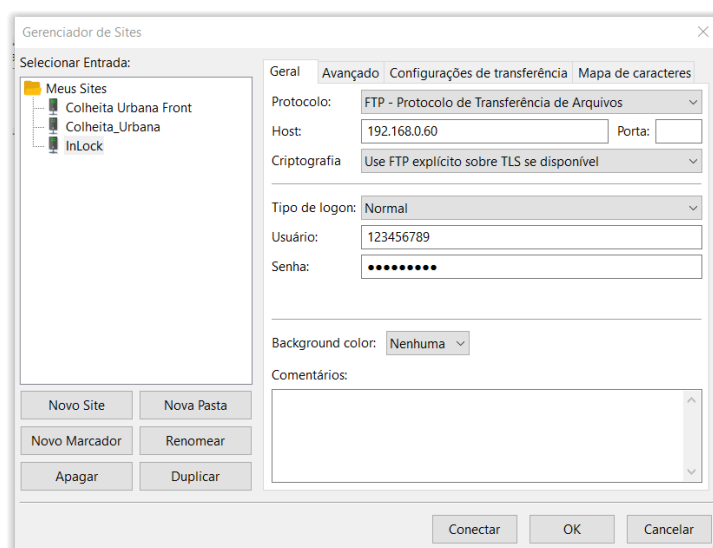 Gerenciador de Sites
Selecionar Entrada:
Meus Sites
Colheita Urbana Front
Colheita_Urbana
InLock
Novo Site
Nova Pasta
Novo Marcador
Renomear
Apagar
Duplicar
Geral
Avançado
Configurações de transferência
Mapa de caracteres
Protocolo:
FTP - Protocolo de Transferência de Arquivos
Host:
192.168.0.60
Porta:
Criptografia
Use FTP explícito sobre TLS se disponível
Tipo de logon:
Normal
Usuário:
123456789
Senha:
●●●●●●●●●
Background color:
Nenhuma
Comentários:
Conectar
OK
Cancelar